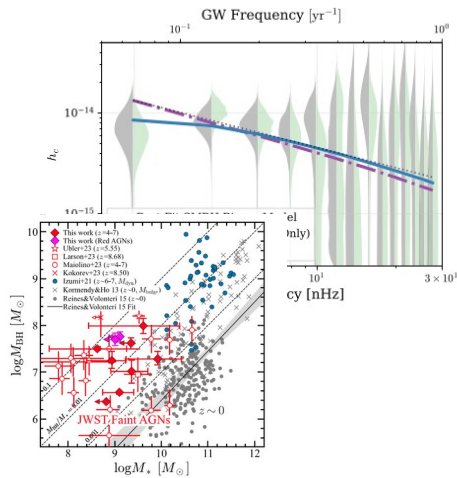 GW Frequency [yr⁻¹]
10⁻¹
10⁰
10⁻¹⁴
h_c
10⁻¹⁵
Only)
10¹
3×10¹
cy [nHz]
This work (z=4-7)
This work (Red AGNs)
Ubler+23 (z=5.55)
Larson+23 (z=8.68)
Maiolino+23 (z=4-7)
Kokorev+23 (z=8.50)
Izumi+21 (z~6-7, M_dyn)
Kormendy&Ho 13 (z~0, M_bulge)
Reines&Volonteri 15 (z~0)
Reines&Volonteri 15 Fit
10
9
8
7
6
logM_BH [M_⊙]
0.1
M_BH/M_* = 0.01
0.001
JWST-Faint AGNs
z~0
8
9
10
11
12
logM_* [M_⊙]